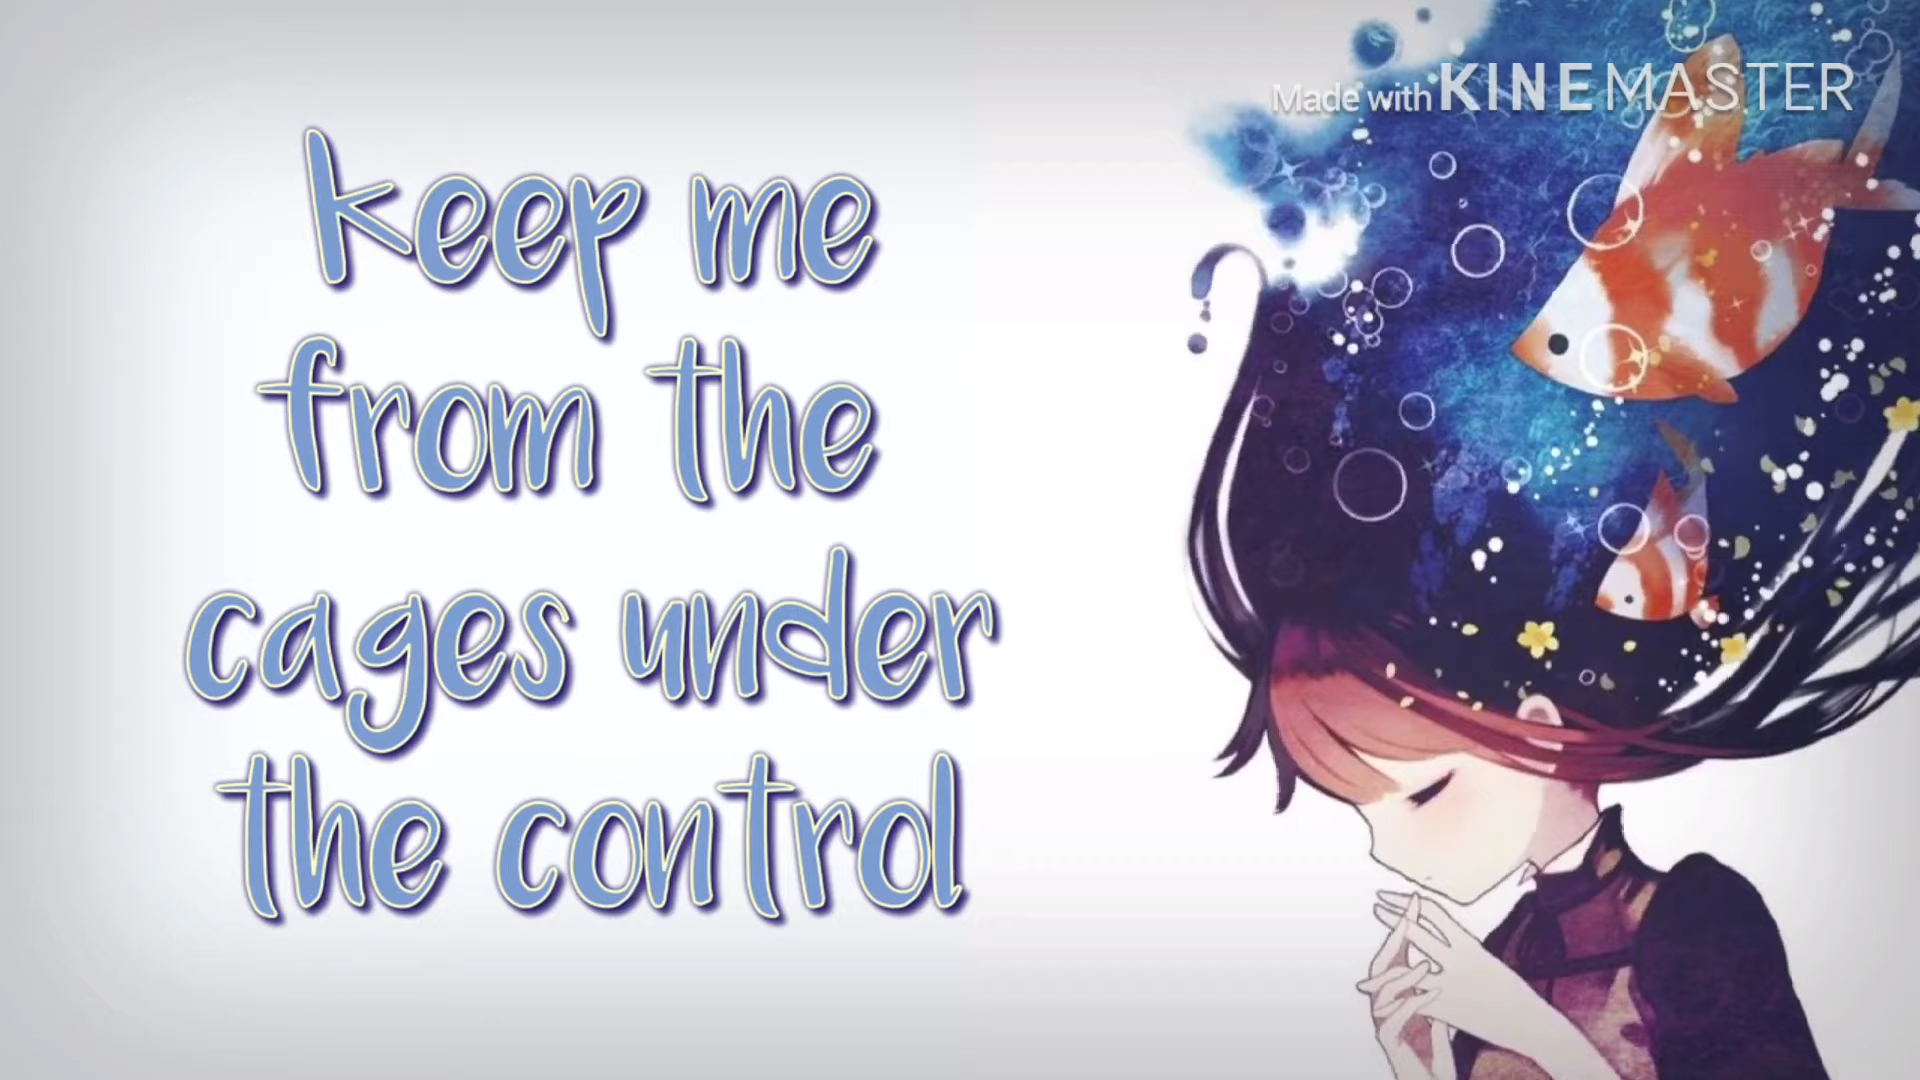 Made with KINEMASTER
keep me
from the
cages under
the control